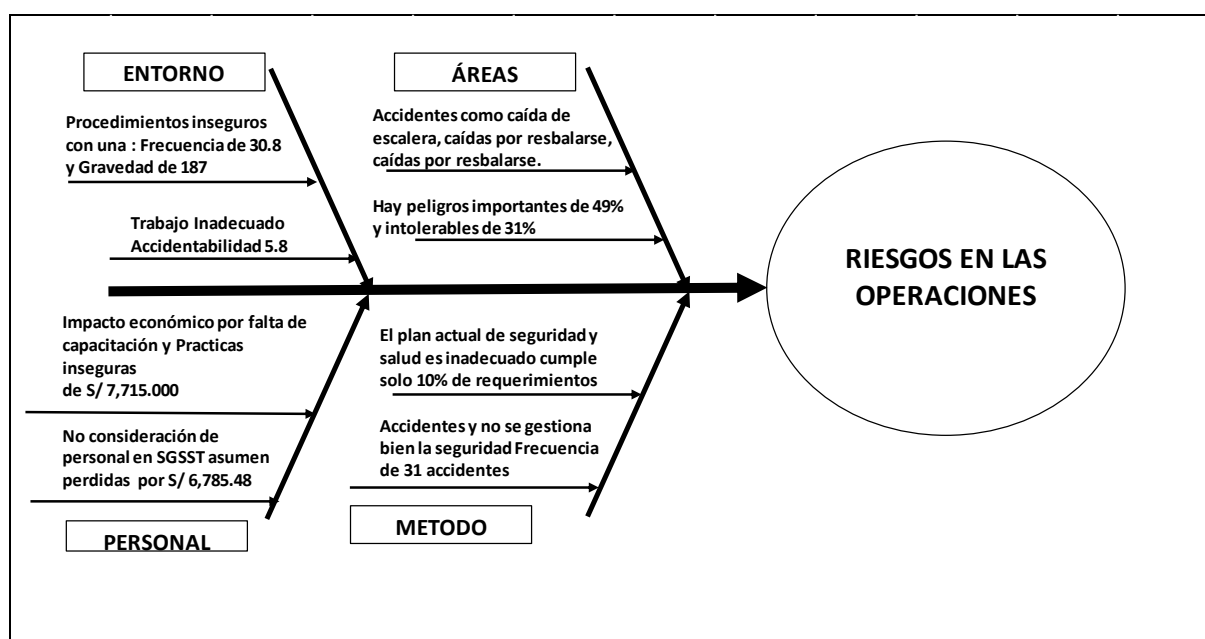 ENTORNO
Procedimientos inseguros
con una : Frecuencia de 30.8
y Gravedad de 187
Trabajo Inadecuado
Accidentabilidad 5.8
ÁREAS
Accidentes como caída de
escalera, caídas por resbalarse,
caídas por resbalarse.
Hay peligros importantes de 49%
y intolerables de 31%
RIESGOS EN LAS
OPERACIONES
Impacto económico por falta de
capacitación y Practicas
inseguras
de S/ 7,715.000
No consideración de
personal en SGSST asumen
perdidas por S/ 6,785.48
PERSONAL
El plan actual de seguridad y
salud es inadecuado cumple
solo 10% de requerimientos
Accidentes y no se gestiona
bien la seguridad Frecuencia
de 31 accidentes
METODO